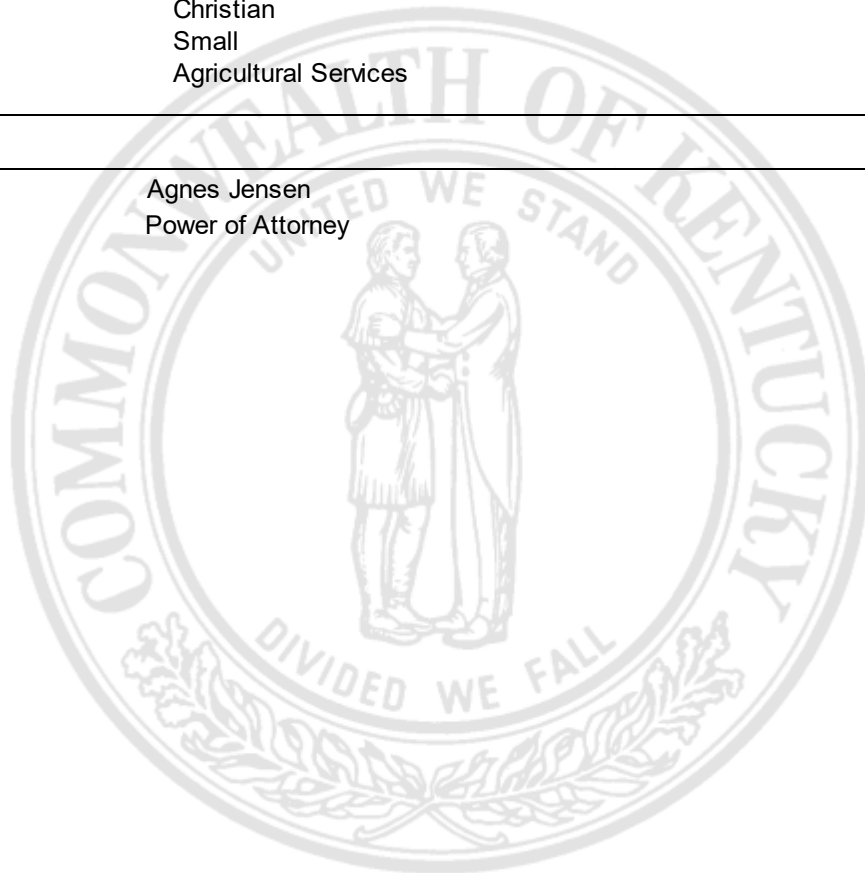 Christian
Small
Agricultural Services
Agnes Jensen
Power of Attorney
COMMONWEALTH OF KENTUCKY
UNITED WE STAND
DIVIDED WE FALL